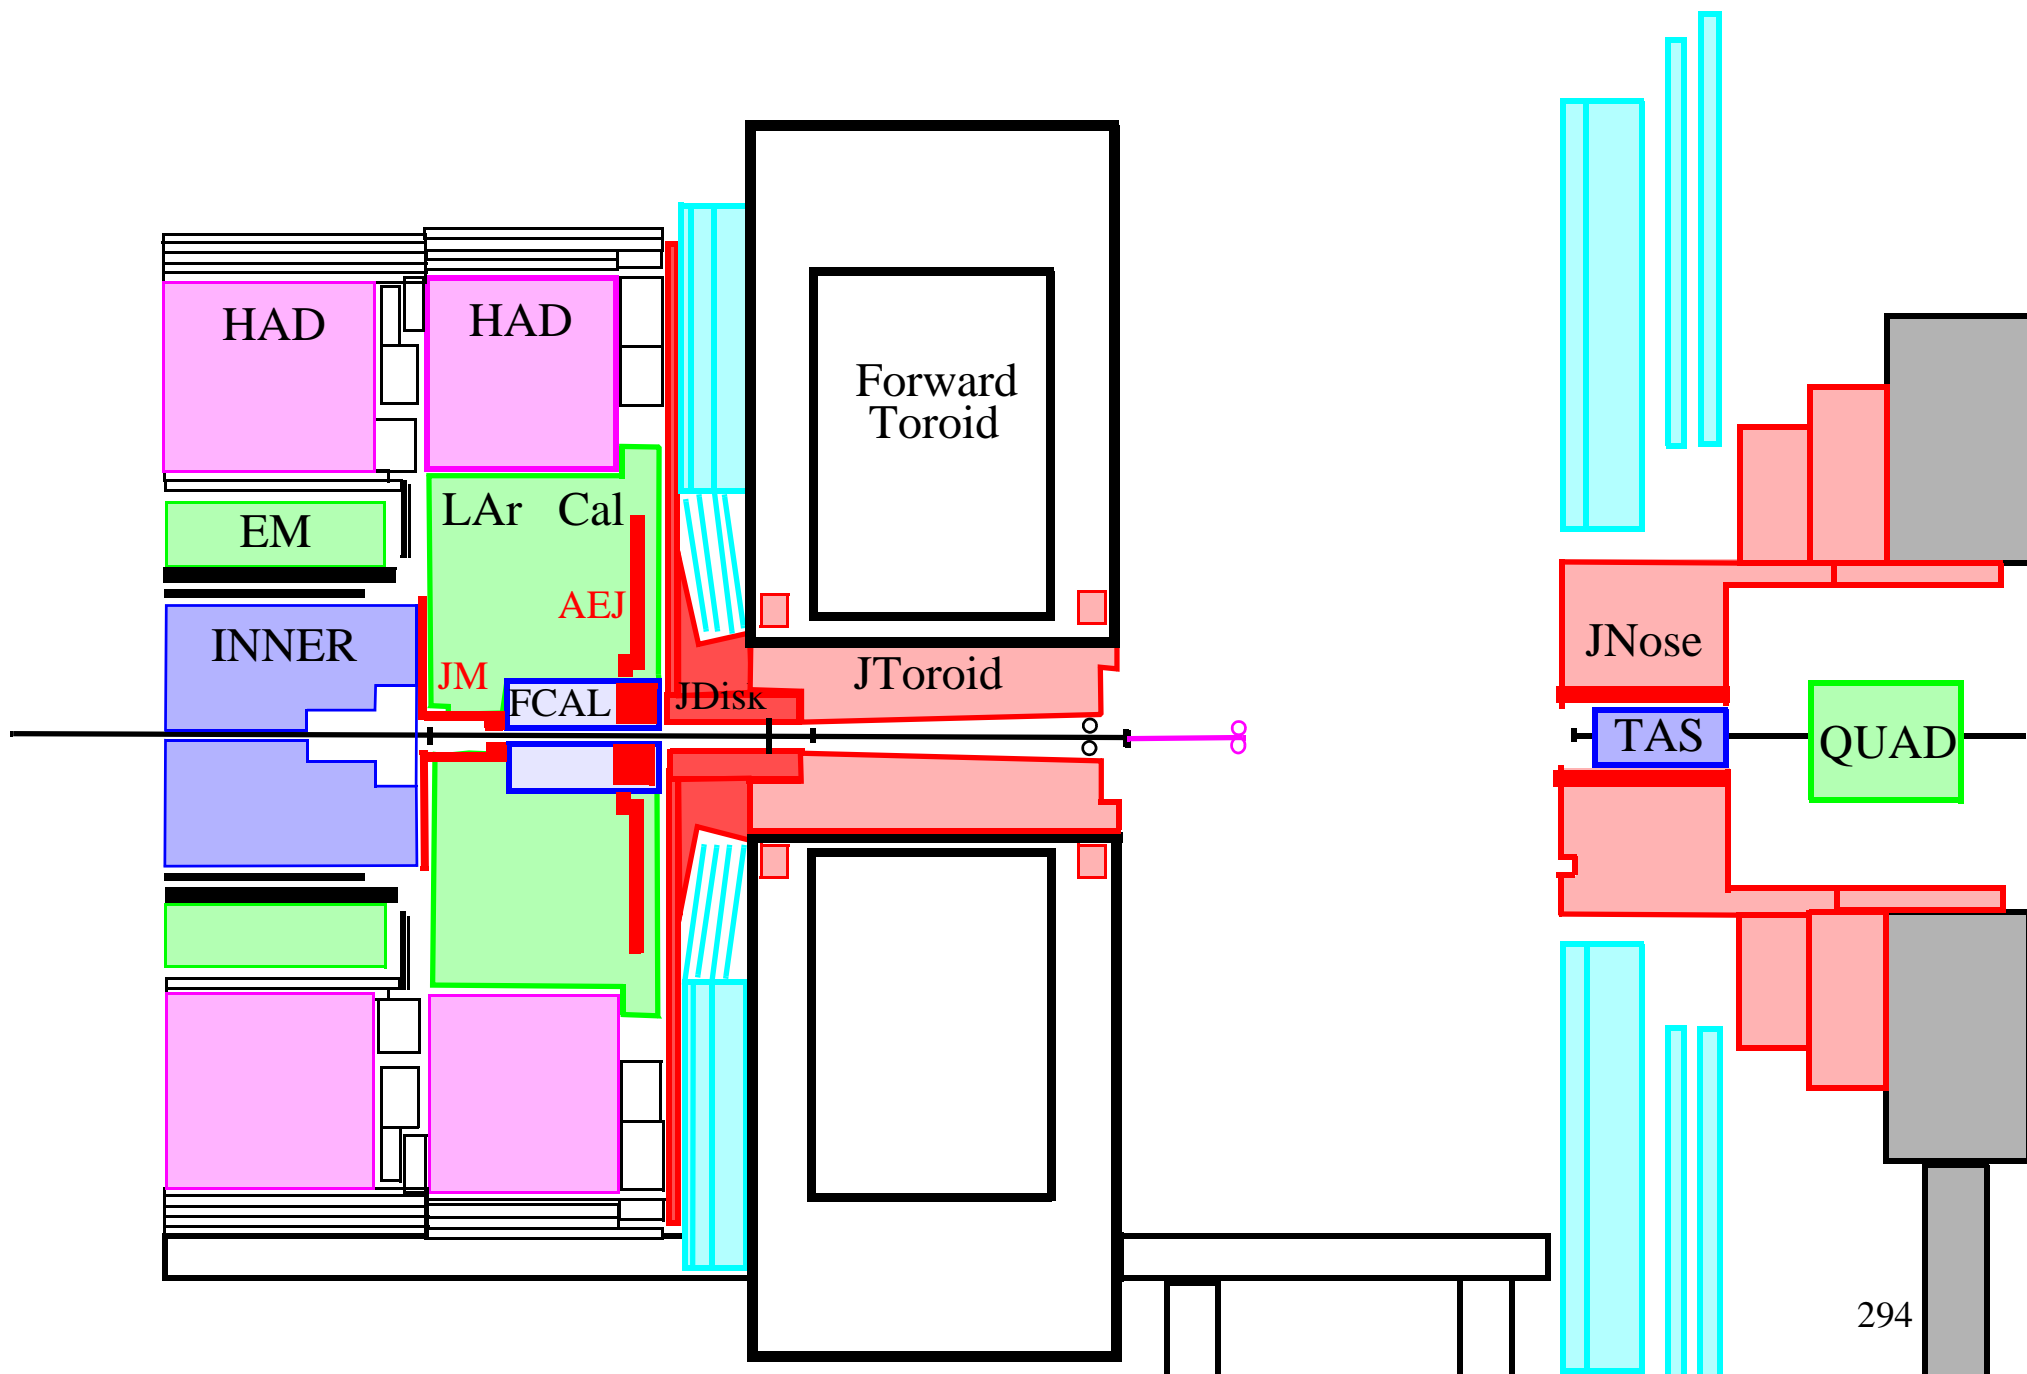 HAD
HAD
Forward
Toroid
LAr Cal
EM
AEJ
INNER
JNose
JM
JToroid
FCAL
JDisk
TAS
QUAD
294